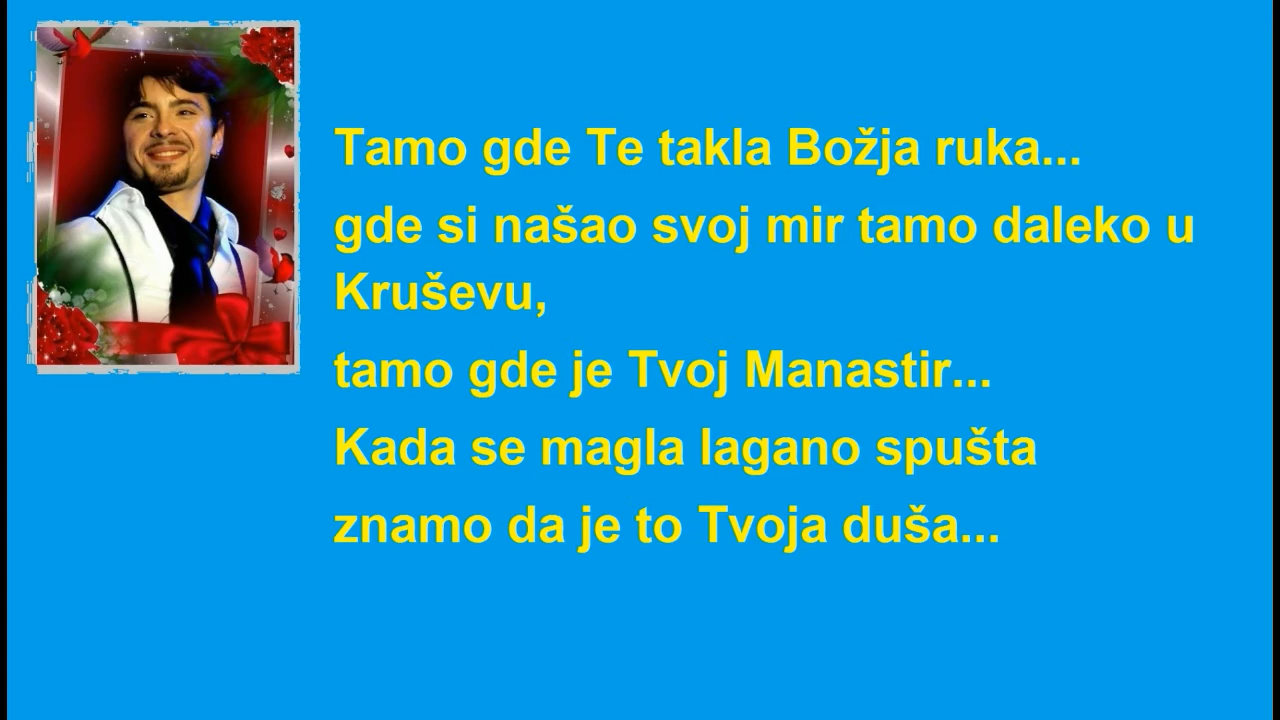 Tamo gde Te takla Božja ruka...
gde si našao svoj mir tamo daleko u
Kruševu,
tamo gde je Tvoj Manastir...
Kada se magla lagano spušta
znamo da je to Tvoja duša...